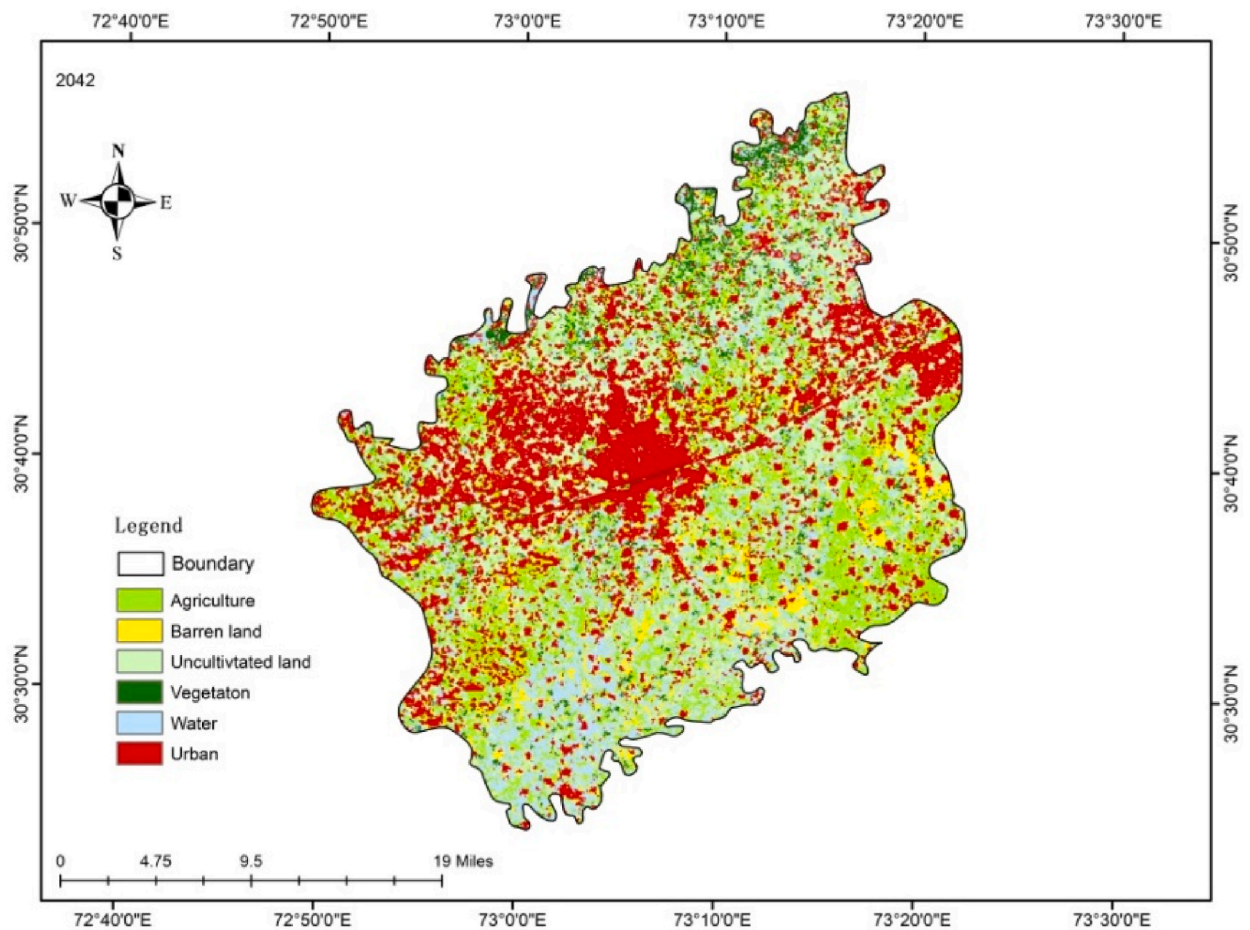 72°40'0"E 72°50'0"E 73°0'0"E 73°10'0"E 73°20'0"E 73°30'0"E
2042
N
W E
S
30°50'0"N
30°50'0"N
30°40'0"N
30°40'0"N
30°30'0"N
30°30'0"N
Legend
Boundary
Agriculture
Barren land
Uncultivtated land
Vegetaton
Water
Urban
0 4.75 9.5 19 Miles
72°40'0"E 72°50'0"E 73°0'0"E 73°10'0"E 73°20'0"E 73°30'0"E